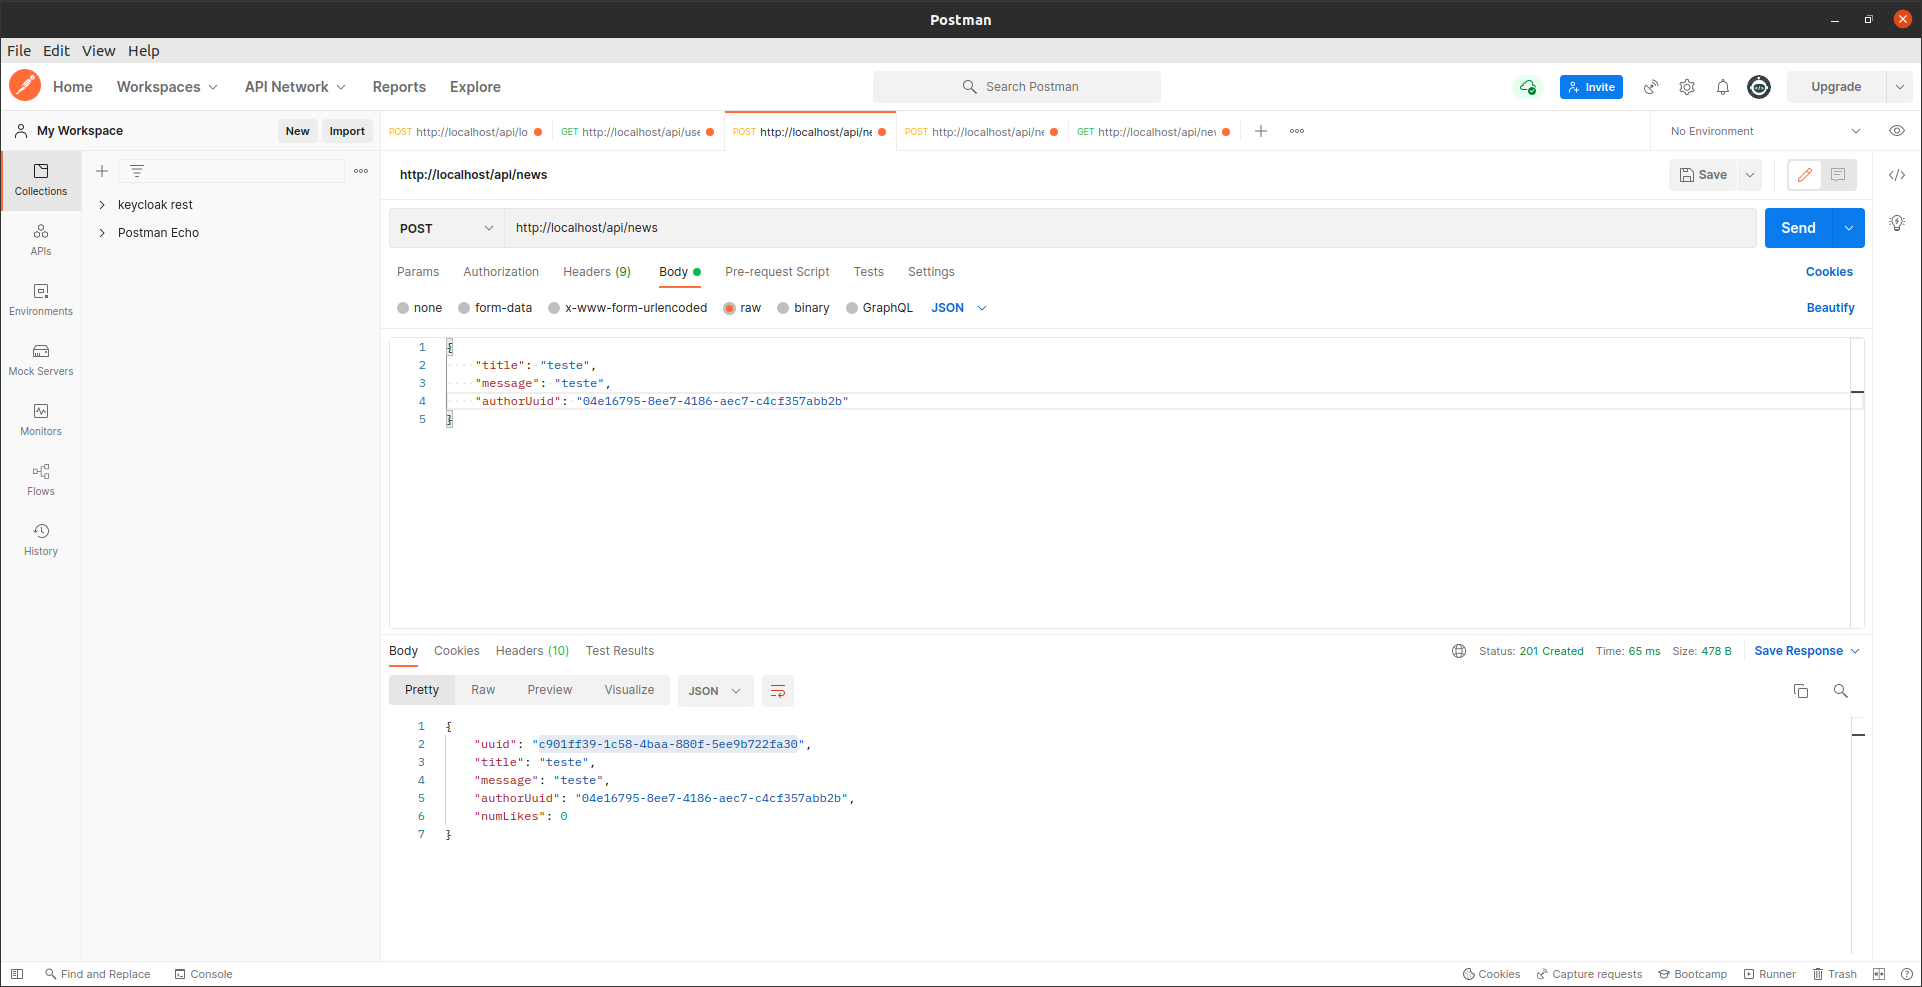 Postman
File Edit View Help
Home Workspaces API Network Reports Explore Search Postman Invite Upgrade
My Workspace New Import POST http://localhost/api/lo GET http://localhost/api/use POST http://localhost/api/ne POST http://localhost/api/ne GET http://localhost/api/nev No Environment
Collections
APIs
Environments
Mock Servers
Monitors
Flows
History
keycloak rest
Postman Echo
http://localhost/api/news Save
POST http://localhost/api/news Send
Params Authorization Headers (9) Body Pre-request Script Tests Settings Cookies
none form-data x-www-form-urlencoded raw binary GraphQL JSON Beautify
1 {
2 "title": "teste",
3 "message": "teste",
4 "authorUuid": "04e16795-8ee7-4186-aec7-c4cf357abb2b"
5 }
Body Cookies Headers (10) Test Results Status: 201 Created Time: 65 ms Size: 478 B Save Response
Pretty Raw Preview Visualize JSON
1 {
2 "uuid": "c901ff39-1c58-4baa-880f-5ee9b722fa30",
3 "title": "teste",
4 "message": "teste",
5 "authorUuid": "04e16795-8ee7-4186-aec7-c4cf357abb2b",
6 "numLikes": 0
7 }
Find and Replace Console Cookies Capture requests Bootcamp Runner Trash